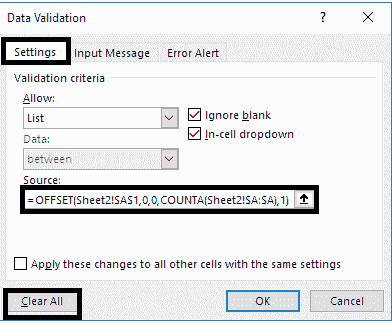 Data Validation
?
Settings
Input Message
Error Alert
Validation criteria
Allow:
List
Ignore blank
Data:
In-cell dropdown
between
Source:
=OFFSET(Sheet2!$A$1,0,0,COUNTA(Sheet2!$A:$A),1)
Apply these changes to all other cells with the same settings
Clear All
OK
Cancel